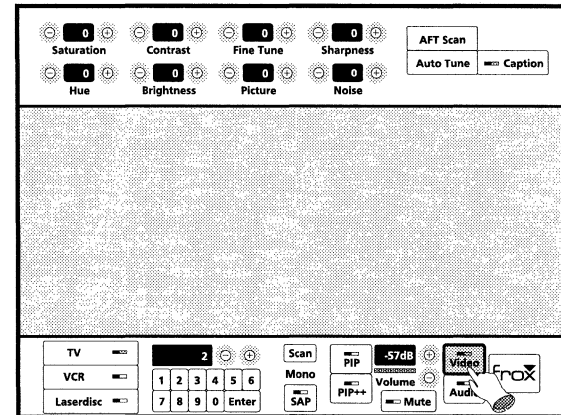 0 0 0 0
Saturation Contrast Fine Tune Sharpness
0 0 0 0
Hue Brightness Picture Noise
AFT Scan
Auto Tune Caption
TV
VCR
Laserdisc
2
1 2 3 4 5 6
7 8 9 0 Enter
Scan
Mono
SAP
PIP
PIP++
-57dB
Volume
Mute
Video
Audio
Frox